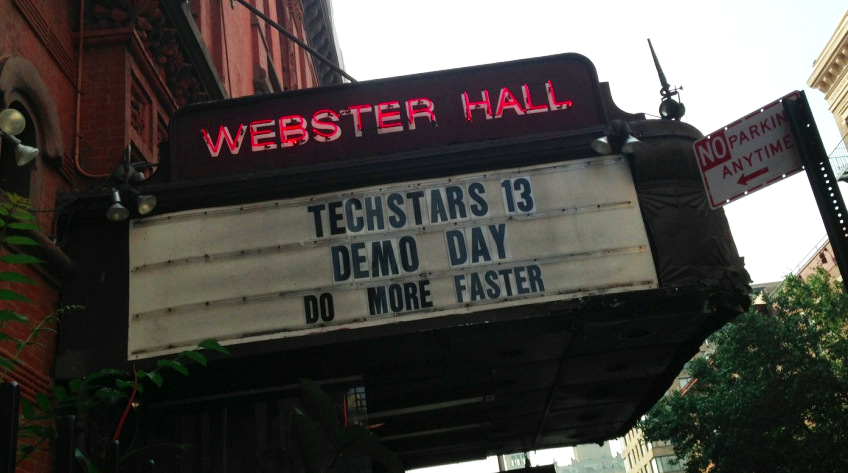 WEBSTER HALL
TECHSTARS 13
DEMO DAY
DO MORE FASTER
NO PARKING
ANYTIME